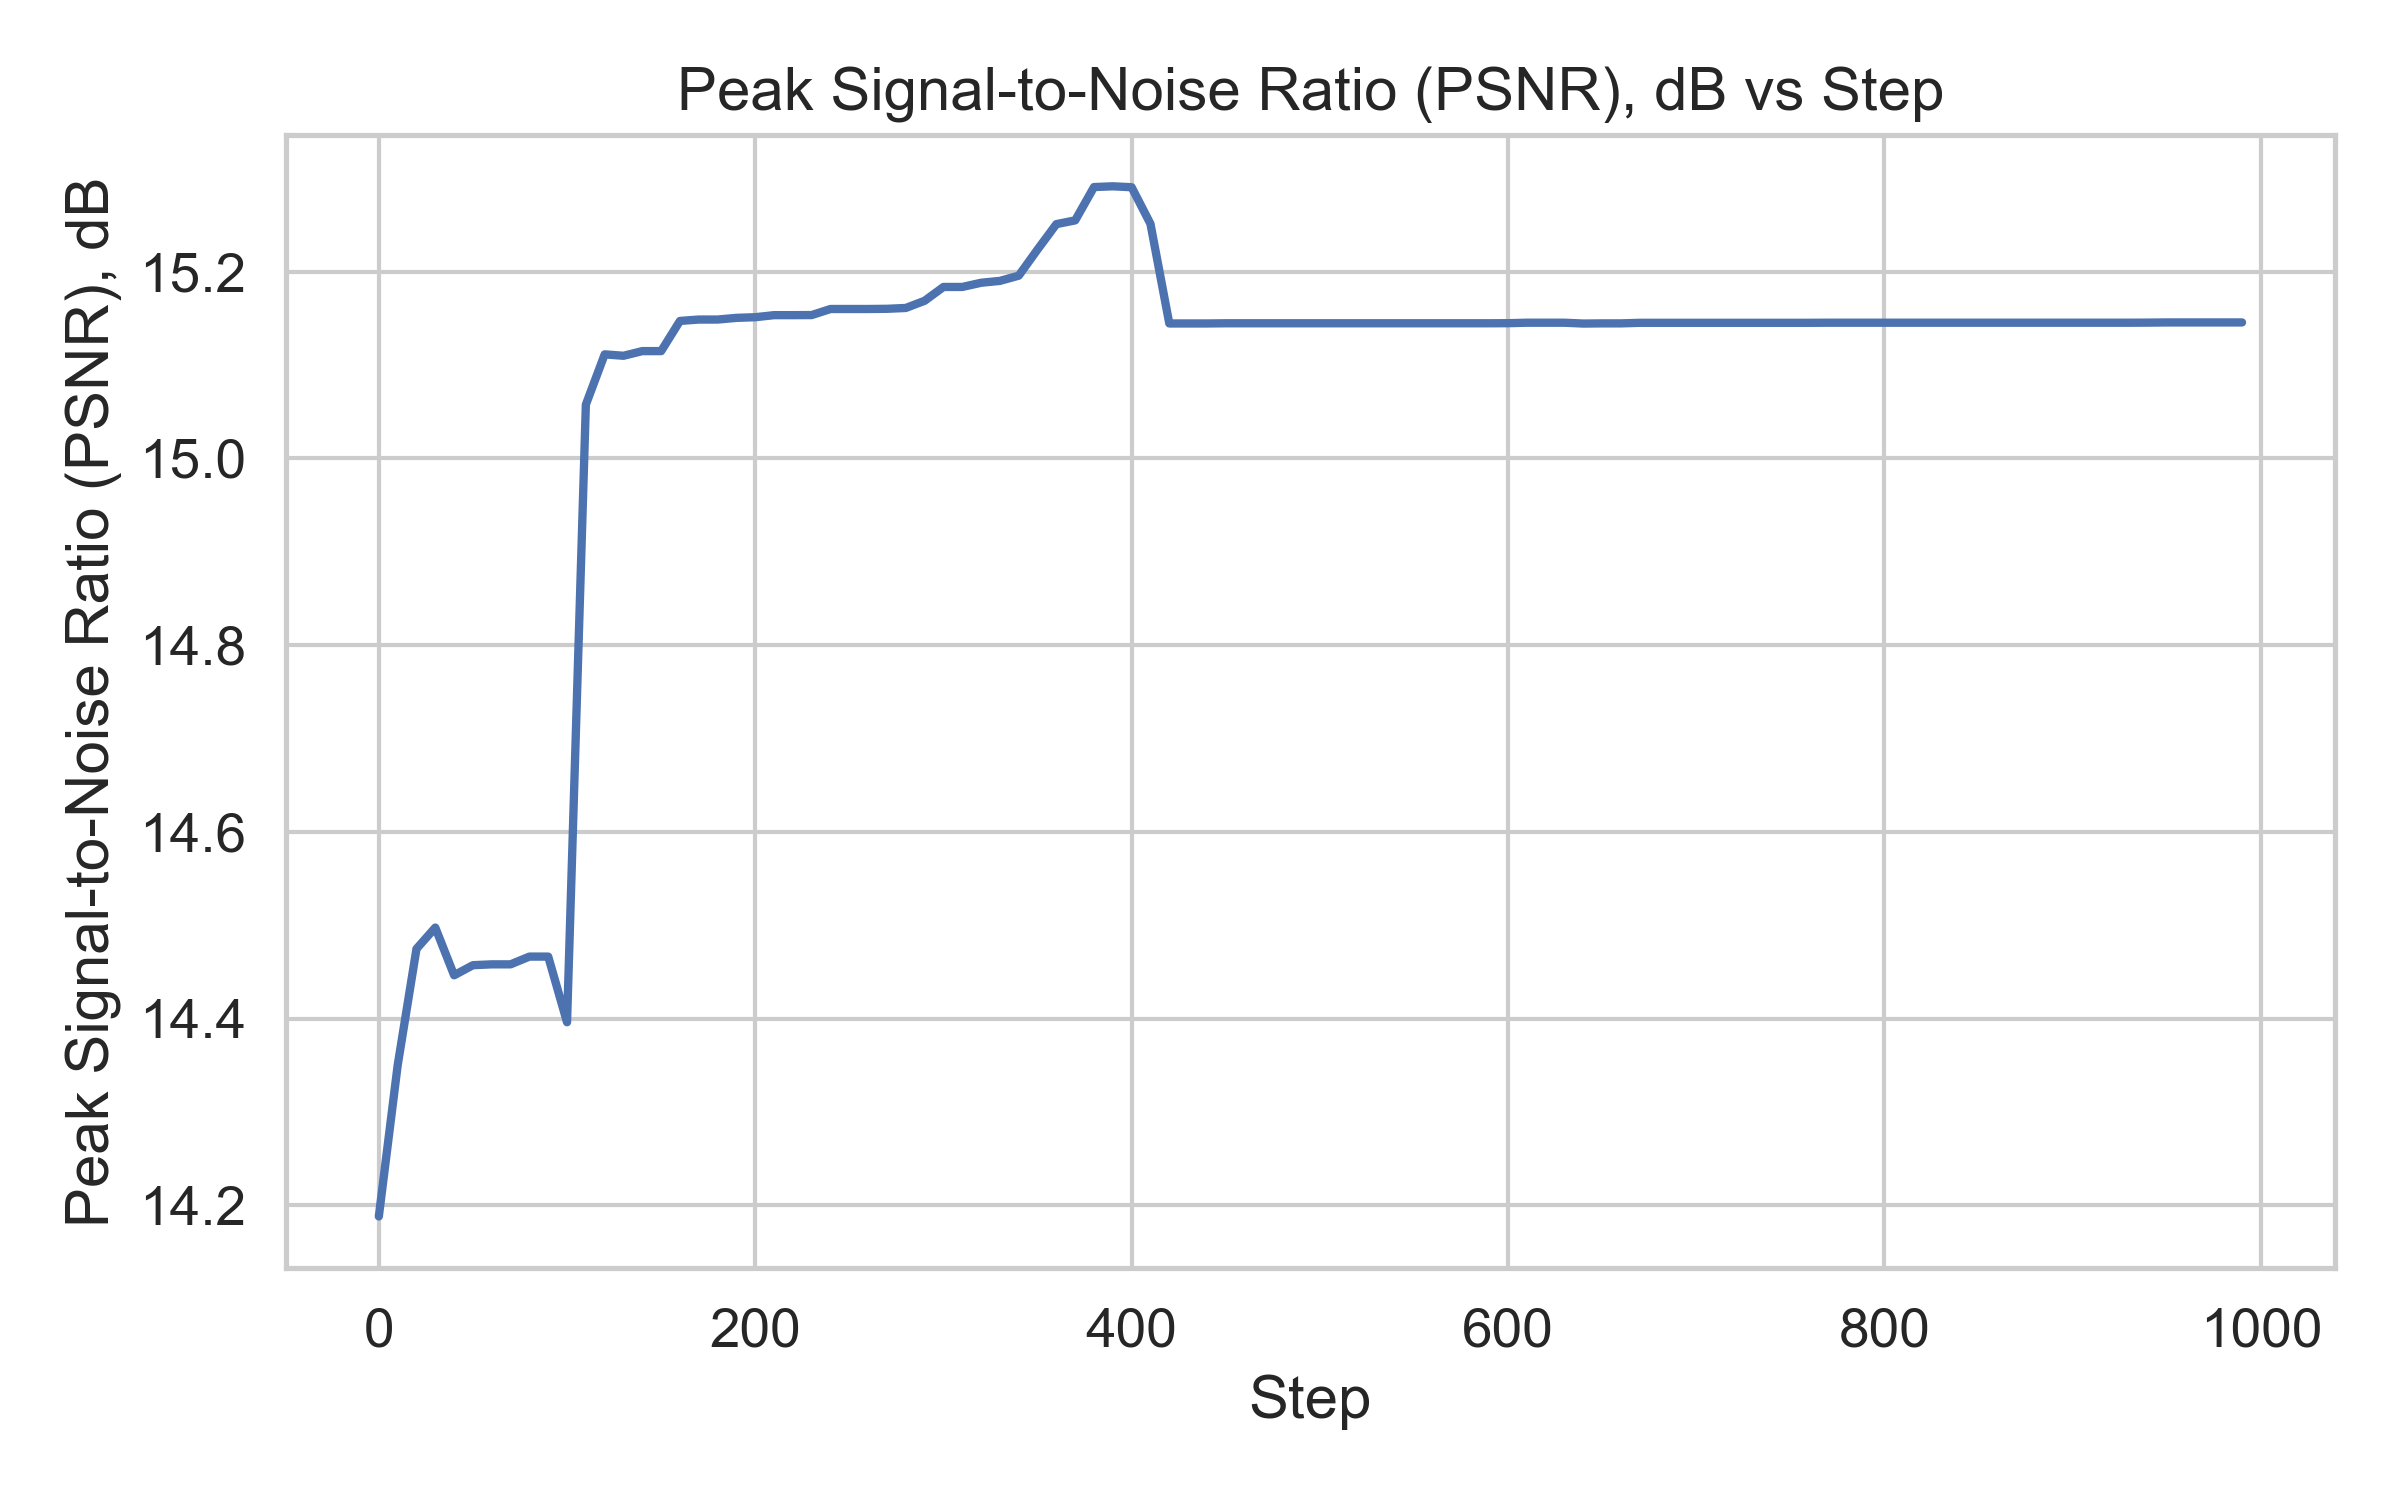 Peak Signal-to-Noise Ratio (PSNR), dB vs Step
Peak Signal-to-Noise Ratio (PSNR), dB
15.2
15.0
14.8
14.6
14.4
14.2
0 200 400 600 800 1000
Step